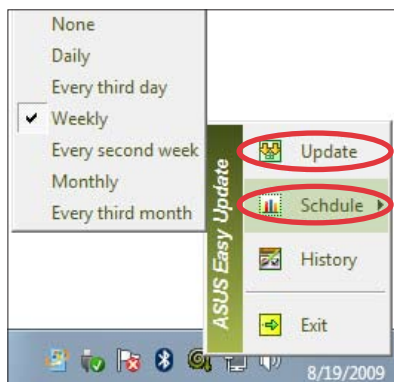 None
Daily
Every third day
Weekly
Every second week
Monthly
Every third month
ASUS Easy Update
Update
Schdule
History
Exit
8/19/2009